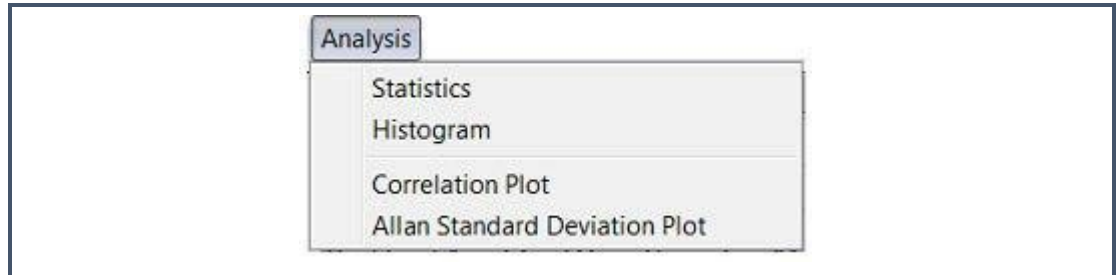 Analysis
Statistics
Histogram
Correlation Plot
Allan Standard Deviation Plot